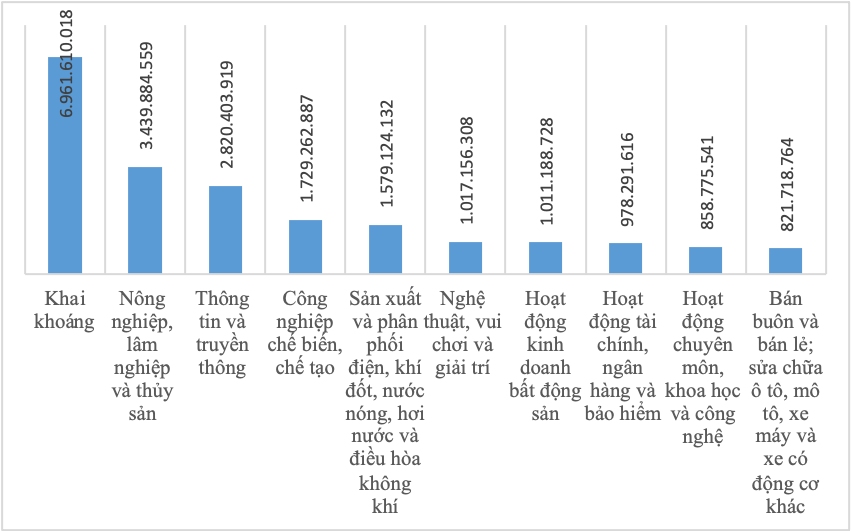 6.961.610.018
3.439.884.559
2.820.403.919
1.729.262.887
1.579.124.132
1.017.156.308
1.011.188.728
978.291.616
858.775.541
821.718.764
Khai
khoáng
Nông
nghiệp,
lâm
nghiệp
và thủy
sản
Thông
tin và
truyền
thông
Công
nghiệp
chế biến,
chế tạo
Sản xuất
và phân
phối
điện, khí
đốt, nước
nóng, hơi
nước và
điều hòa
không
khí
Nghệ
thuật, vui
chơi và
giải trí
Hoạt
động
kinh
doanh
bất động
sản
Hoạt
động tài
chính,
ngân
hàng và
bảo hiểm
Hoạt
động
chuyên
môn,
khoa học
và công
nghệ
Bán
buôn và
bán lẻ;
sửa chữa
ô tô, mô
tô, xe
máy và
xe có
động cơ
khác